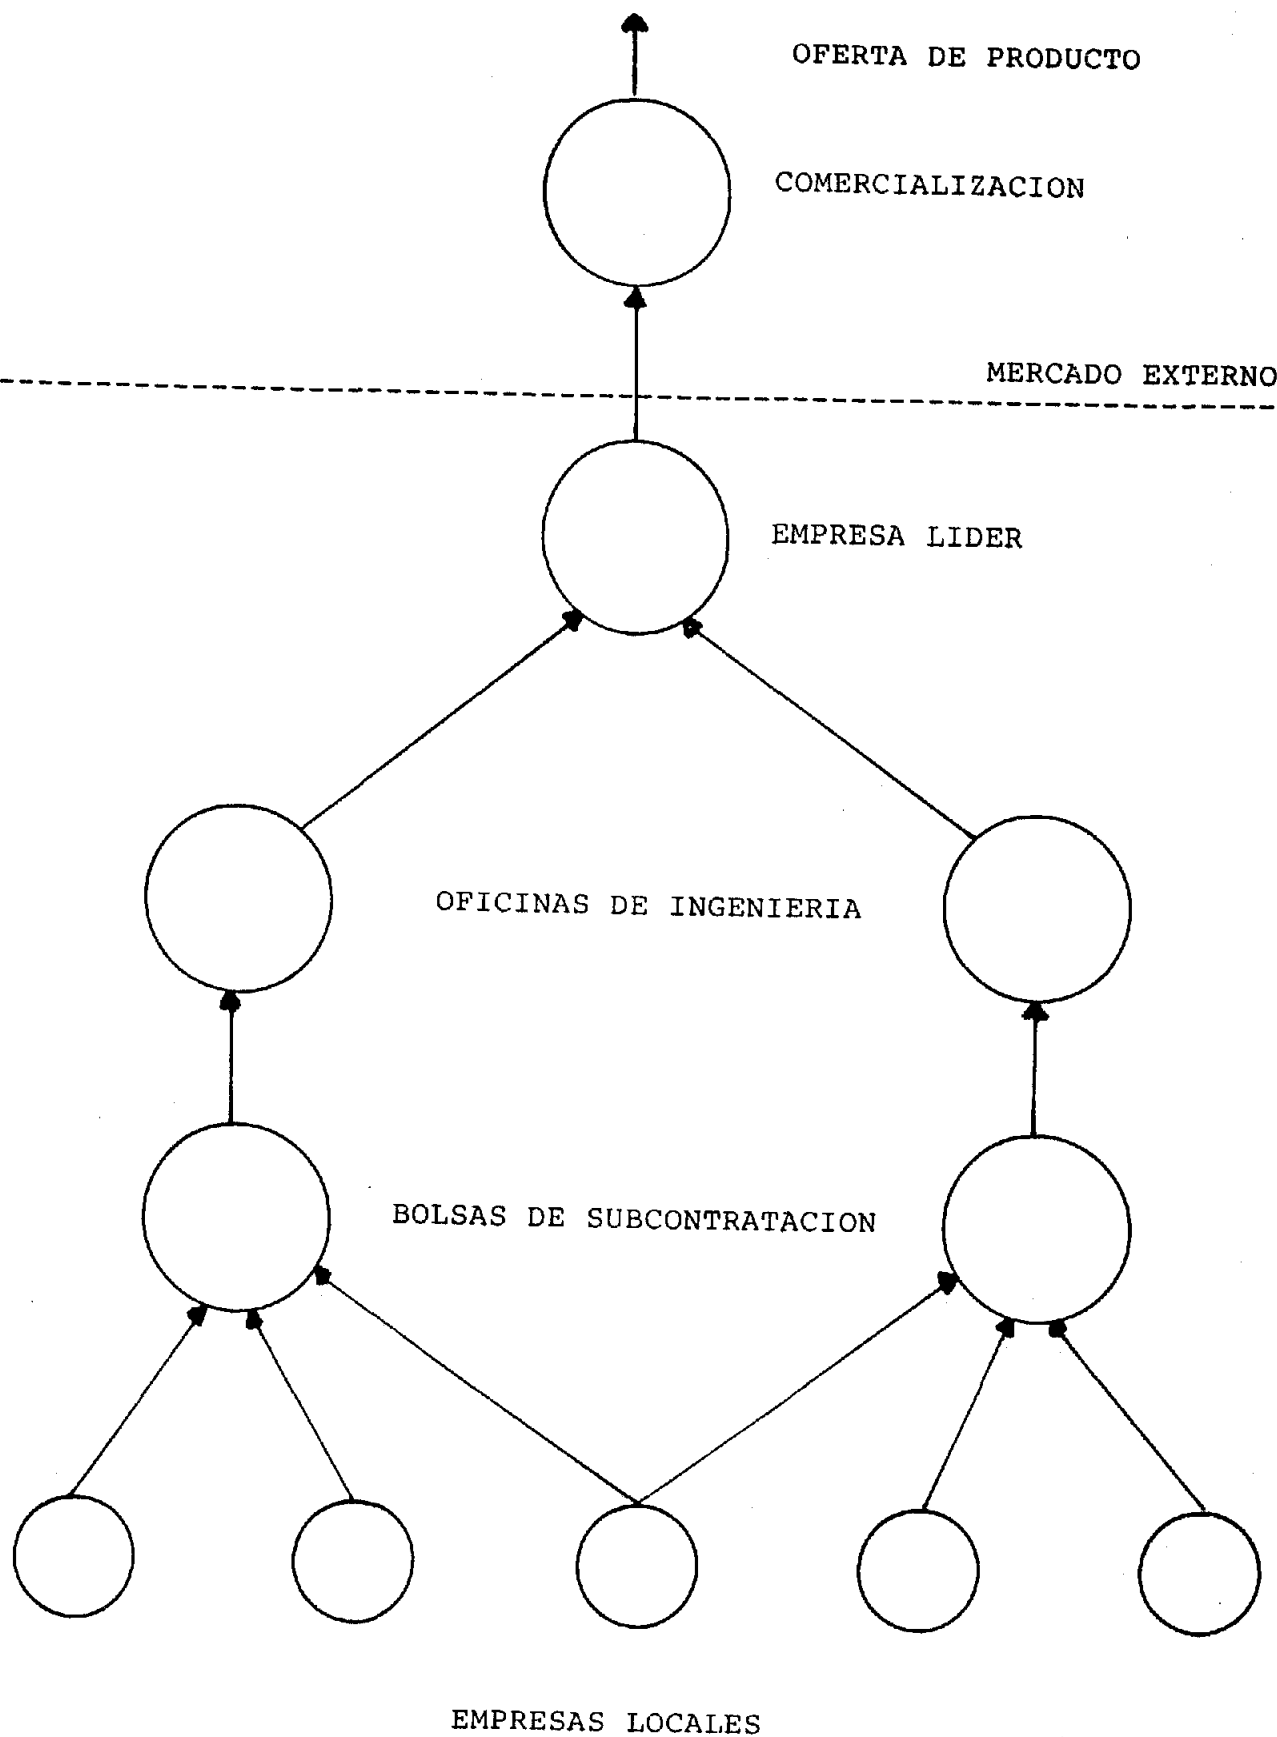 OFERTA DE PRODUCTO
COMERCIALIZACION
MERCADO EXTERNO
EMPRESA LIDER
OFICINAS DE INGENIERIA
BOLSAS DE SUBCONTRATACION
EMPRESAS LOCALES